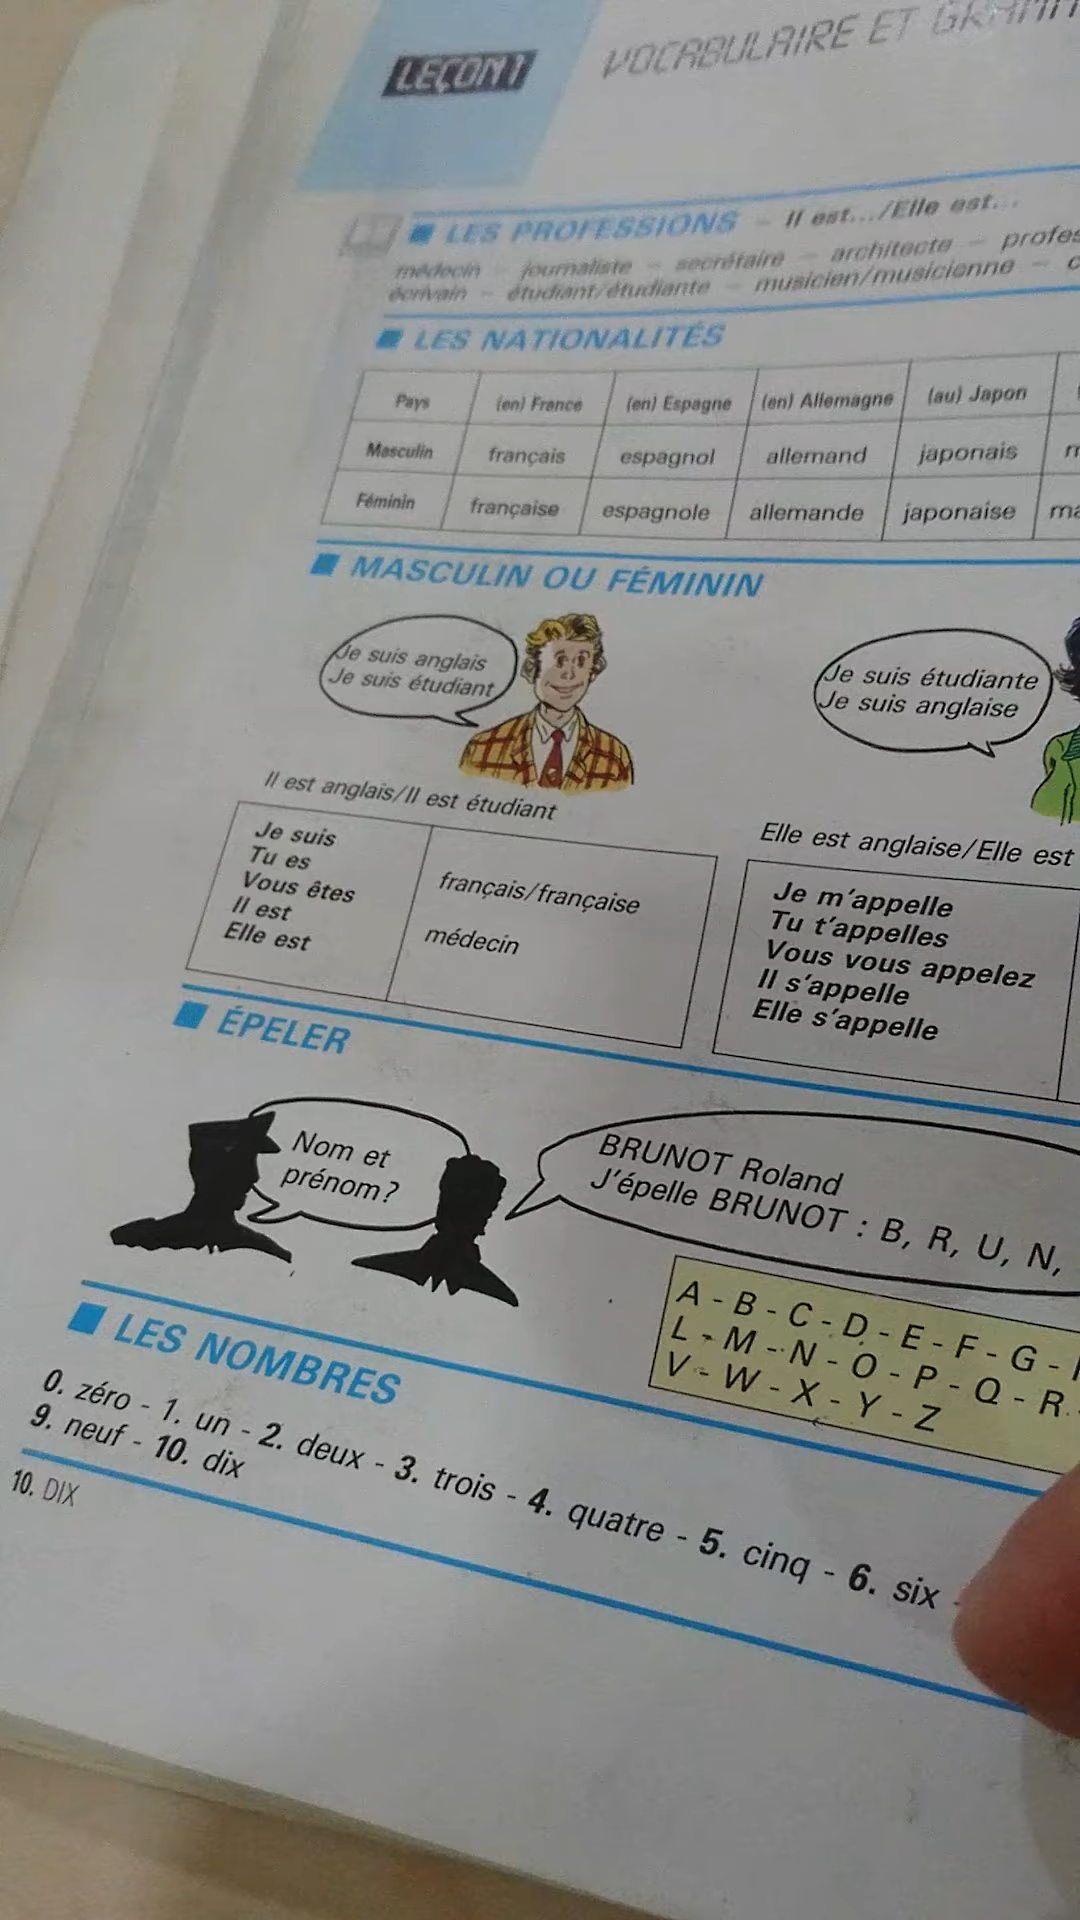 LEÇON 1
VOCABULAIRE ET
LES PROFESSIONS - Il est.../Elle est...
médecin - journaliste - secrétaire - architecte -
écrivain - étudiant/étudiante - musicien/musicienne -
LES NATIONALITÉS
Pays (en) France (en) Espagne (en) Allemagne (au) Japon
Masculin français espagnol allemand japonais
Féminin française espagnole allemande japonaise
MASCULIN OU FÉMININ
Je suis anglais
Je suis étudiant
Je suis étudiante
Je suis anglaise
Il est anglais/Il est étudiant
Elle est anglaise/Elle est
Je suis
Tu es
Vous êtes
Il est
Elle est
français/française
médecin
Je m'appelle
Tu t'appelles
Vous vous appelez
Il s'appelle
Elle s'appelle
ÉPELER
Nom et
prénom ?
BRUNOT Roland
J'épelle BRUNOT : B, R, U, N,
A - B - C - D - E - F - G -
L - M - N - O - P - Q - R
V - W - X - Y - Z
LES NOMBRES
0. zéro - 1. un - 2. deux - 3. trois - 4. quatre - 5. cinq - 6. six -
9. neuf - 10. dix
10. DIX